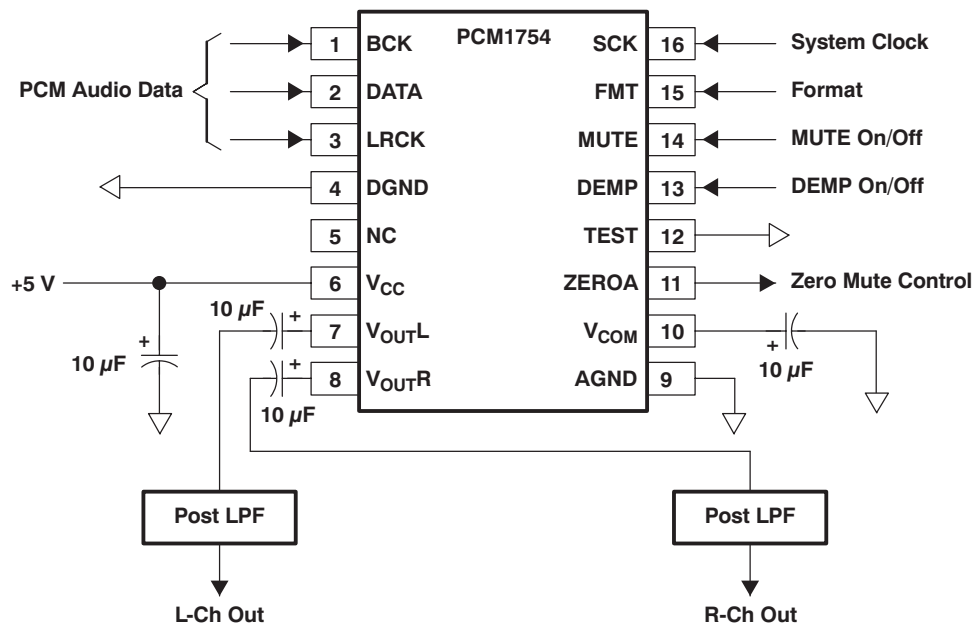 PCM1754
PCM Audio Data
1 BCK
2 DATA
3 LRCK
4 DGND
5 NC
+5 V
6 VCC
10 µF
+
10 µF
+
7 VOUTL
8 VOUTR
+
10 µF
SCK 16 System Clock
FMT 15 Format
MUTE 14 MUTE On/Off
DEMP 13 DEMP On/Off
TEST 12
ZEROA 11 Zero Mute Control
VCOM 10
+
10 µF
AGND 9
Post LPF
Post LPF
L-Ch Out
R-Ch Out